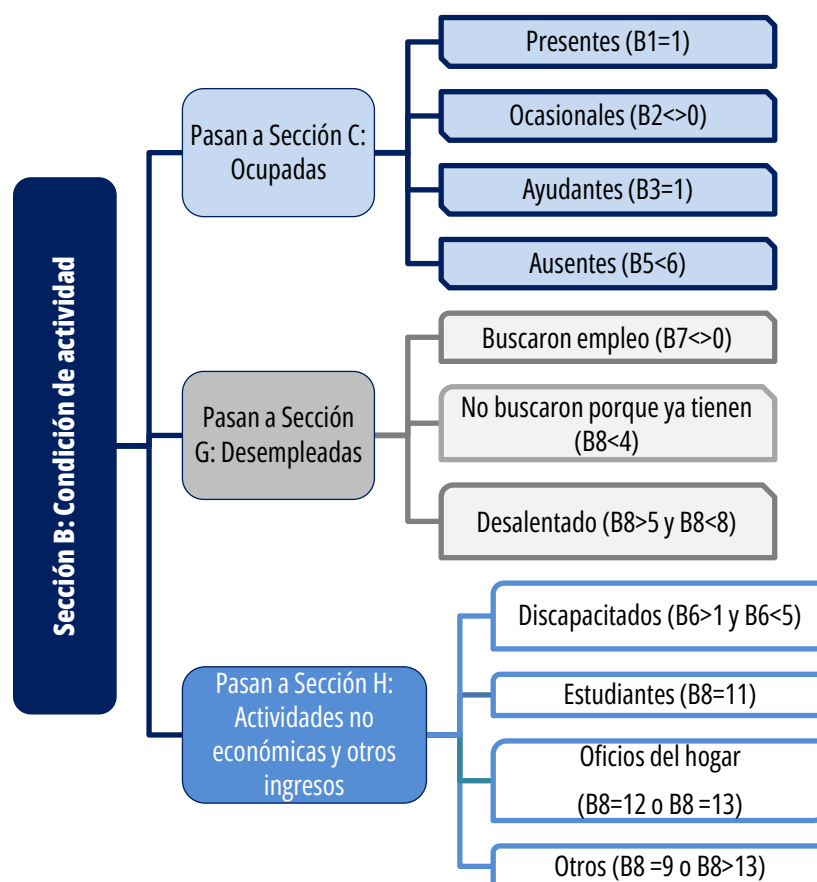 Sección B: Condición de actividad
Pasan a Sección C:
Ocupadas
Presentes (B1=1)
Ocasionales (B2<>0)
Ayudantes (B3=1)
Ausentes (B5<6)
Pasan a Sección
G: Desempleadas
Buscaron empleo (B7<>0)
No buscaron porque ya tienen
(B8<4)
Desalentado (B8>5 y B8<8)
Pasan a Sección H:
Actividades no
económicas y otros
ingresos
Discapacitados (B6>1 y B6<5)
Estudiantes (B8=11)
Oficios del hogar
(B8=12 o B8 =13)
Otros (B8 =9 o B8>13)